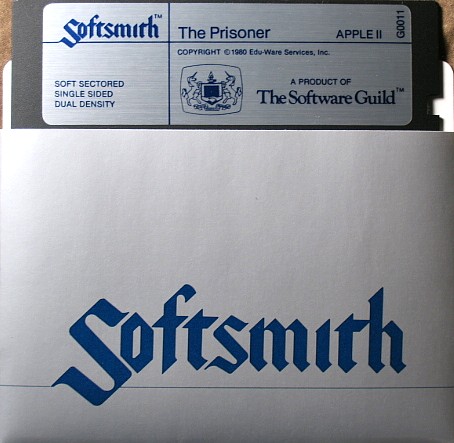 Softsmith™
The Prisoner APPLE II
G0011
COPYRIGHT ©1980 Edu-Ware Services, Inc.
SOFT SECTORED
SINGLE SIDED
DUAL DENSITY
A PRODUCT OF
The Software Guild™
Softsmith